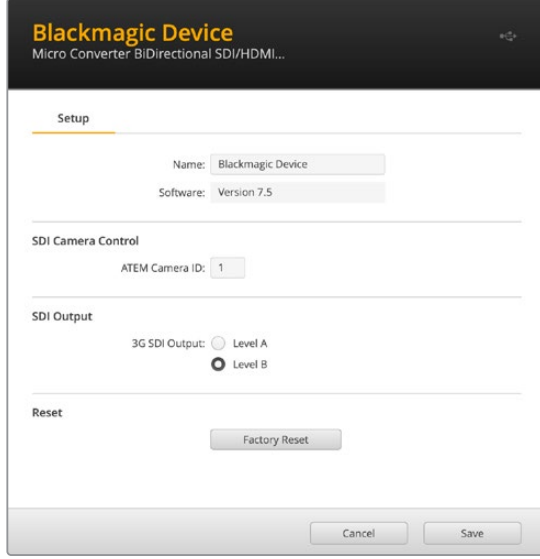 Blackmagic Device
Micro Converter BiDirectional SDI/HDMI...
Setup
Name: Blackmagic Device
Software: Version 7.5
SDI Camera Control
ATEM Camera ID: 1
SDI Output
3G SDI Output: Level A
Level B
Reset
Factory Reset
Cancel Save